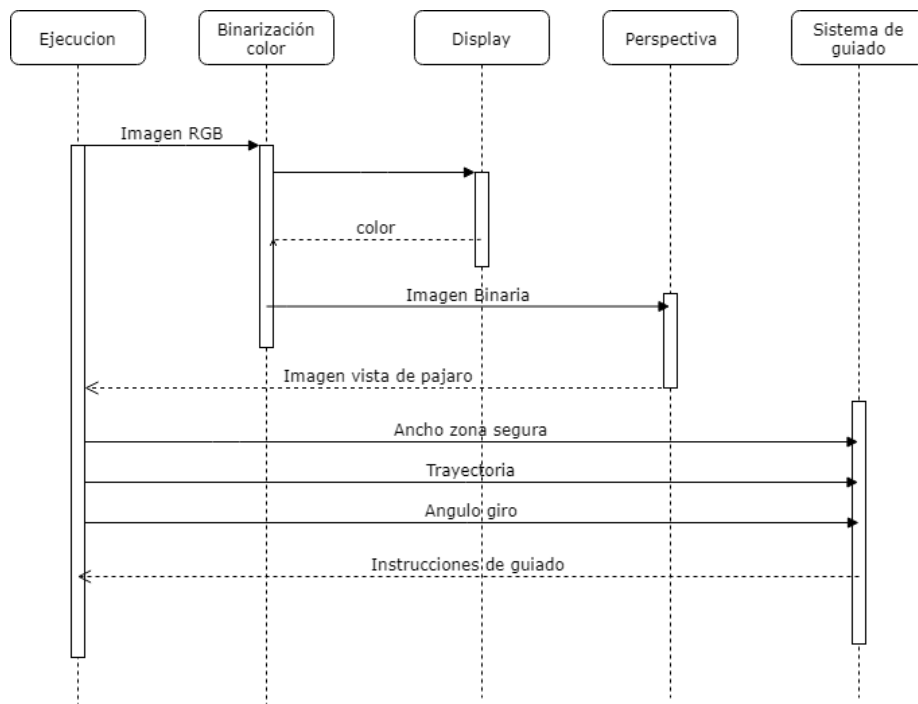 Ejecucion
Binarización
color
Display
Perspectiva
Sistema de
guiado
Imagen RGB
color
Imagen Binaria
Imagen vista de pajaro
Ancho zona segura
Trayectoria
Angulo giro
Instrucciones de guiado